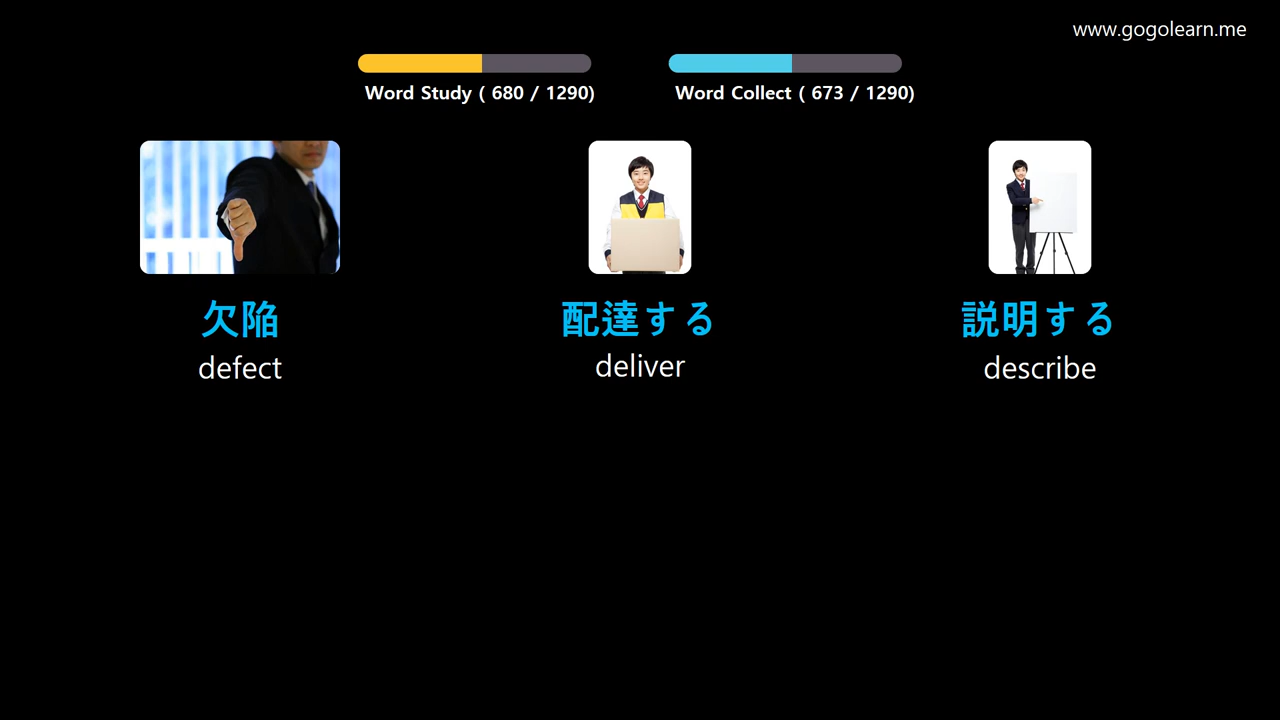 www.gogolearn.me
Word Study ( 680 / 1290)
Word Collect ( 673 / 1290)
欠陥
defect
配達する
deliver
説明する
describe